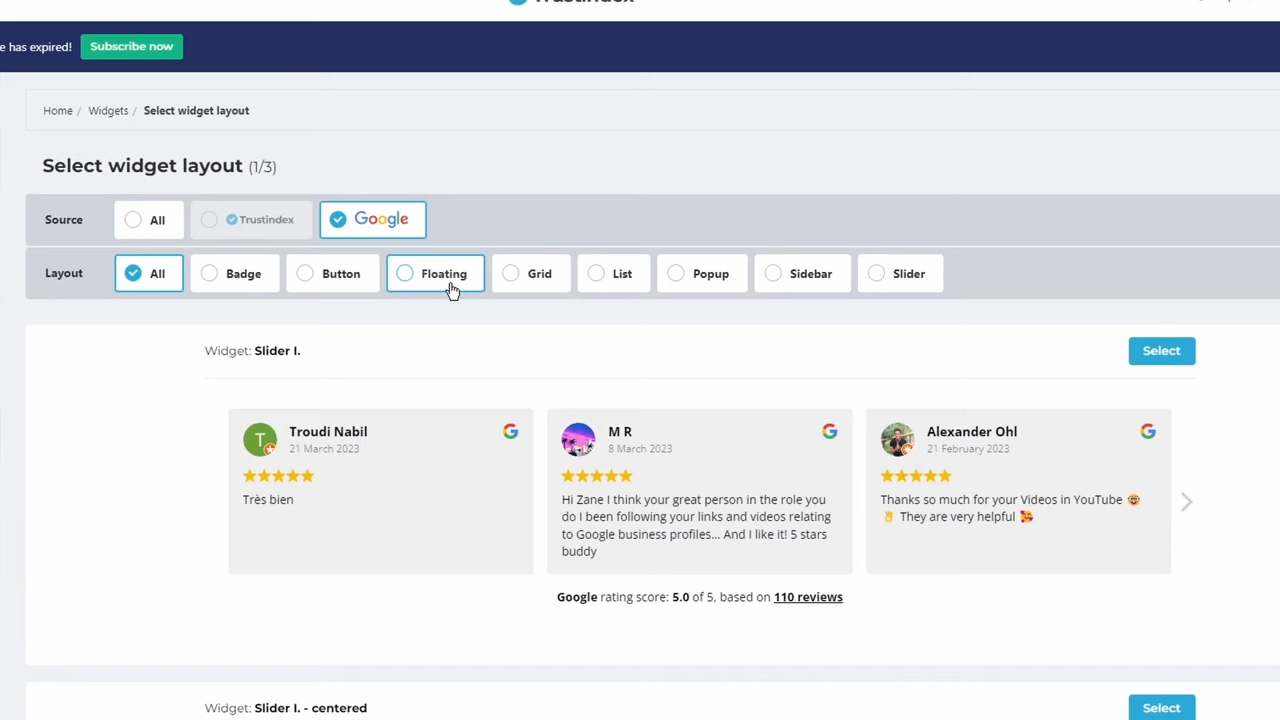 Trustindex
e has expired! Subscribe now
Home / Widgets / Select widget layout
Select widget layout (1/3)
Source All Trustindex Google
Layout All Badge Button Floating Grid List Popup Sidebar Slider
Widget: Slider I. Select
Troudi Nabil
21 March 2023
Très bien
M R
8 March 2023
Hi Zane I think your great person in the role you
do I been following your links and videos relating
to Google business profiles... And I like it! 5 stars
buddy
Alexander Ohl
21 February 2023
Thanks so much for your Videos in YouTube 🤓
✌ They are very helpful 🥰
Google rating score: 5.0 of 5, based on 110 reviews
Widget: Slider I. - centered Select